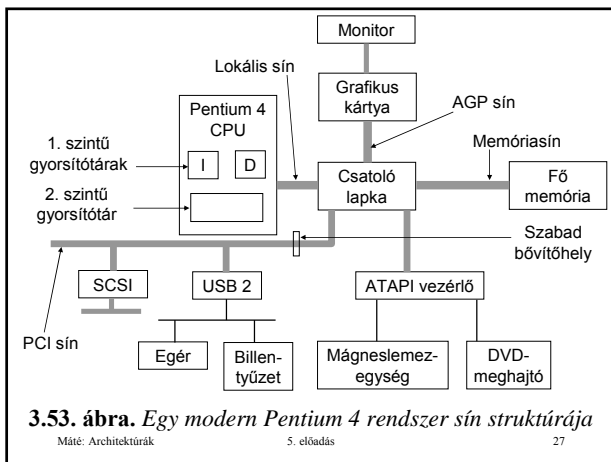 Monitor
Lokális sín
Grafikus
kártya
Pentium 4
CPU
AGP sín
1. szintű
gyorsítótárak
I
D
Memóriasín
2. szintű
gyorsítótár
Csatoló
lapka
Fő
memória
Szabad
bővítőhely
SCSI
USB 2
ATAPI vezérlő
PCI sín
Egér
Billen-
tyűzet
Mágneslemez-
egység
DVD-
meghajtó
3.53. ábra. Egy modern Pentium 4 rendszer sín struktúrája
Máté: Architektúrák 5. előadás 27